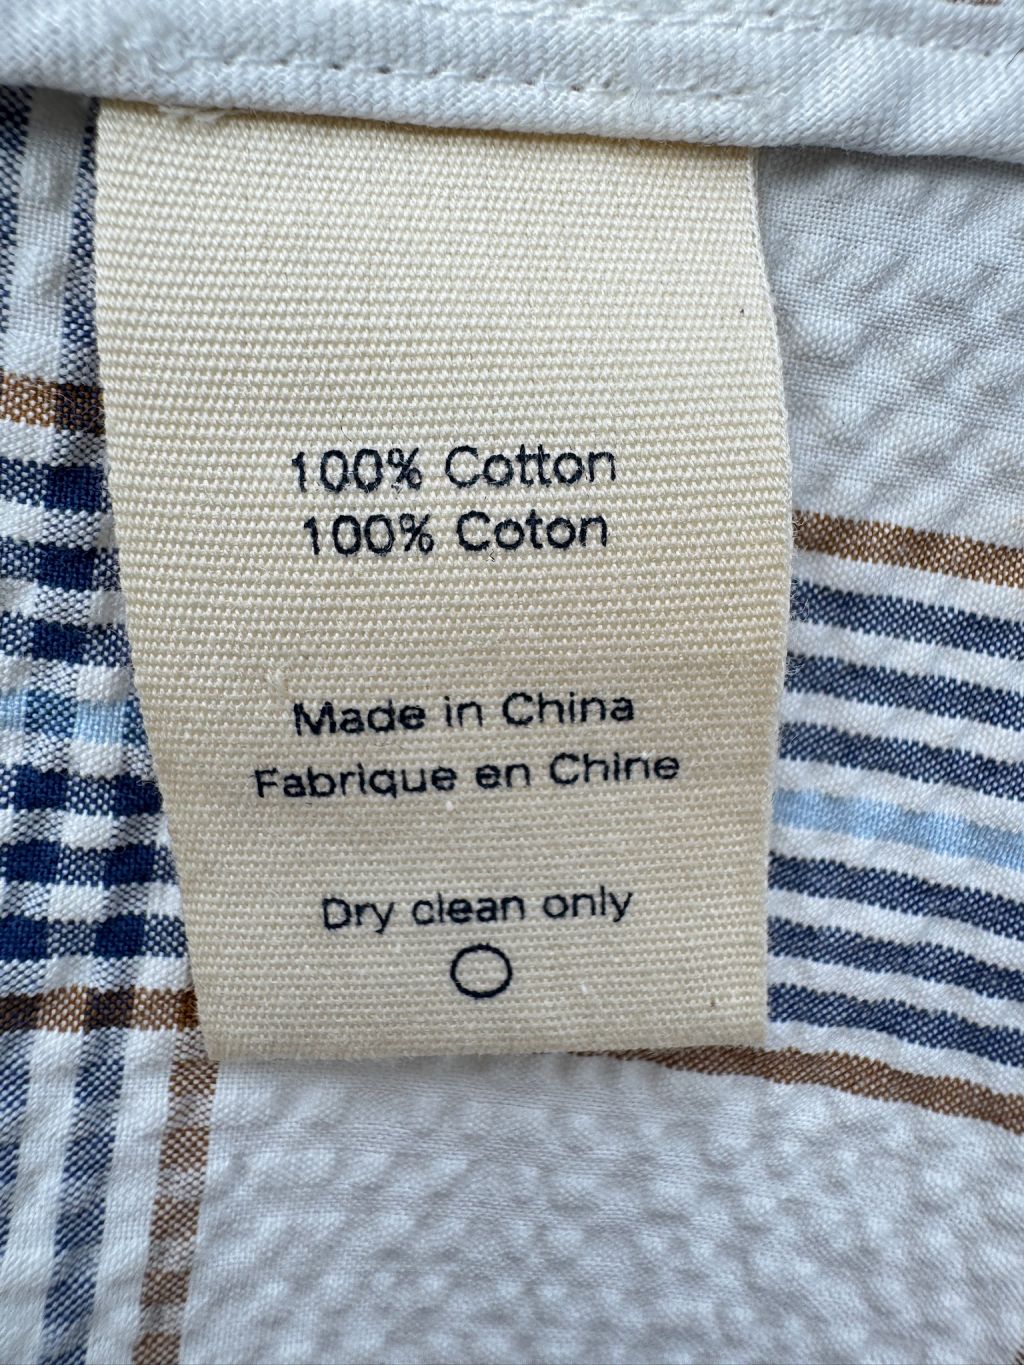 100% Cotton
100% Coton
Made in China
Fabrique en Chine
Dry clean only